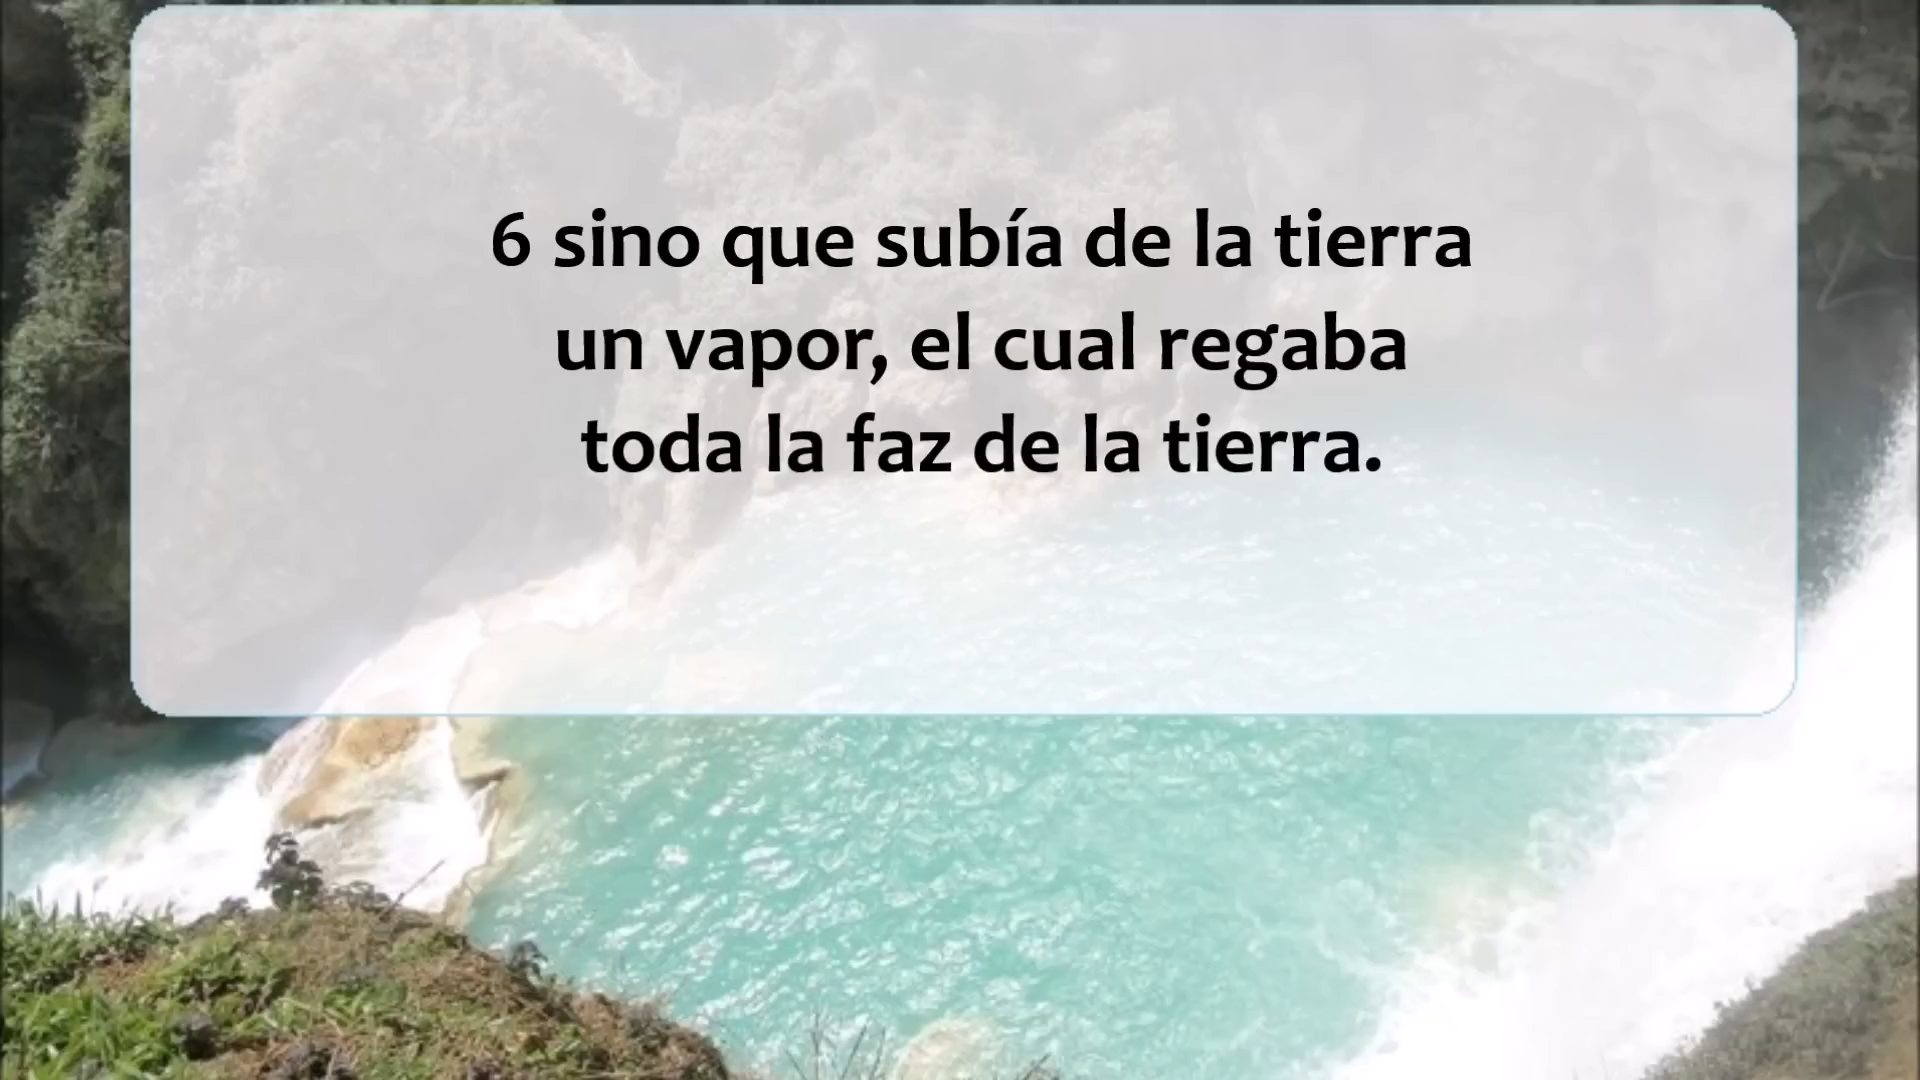 6 sino que subía de la tierra
un vapor, el cual regaba
toda la faz de la tierra.